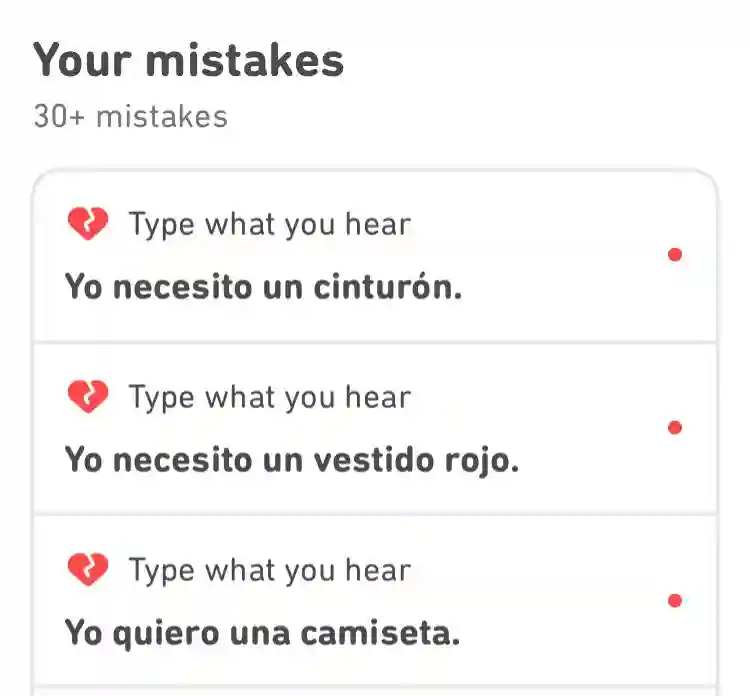 Your mistakes
30+ mistakes
Type what you hear
Yo necesito un cinturón.
Type what you hear
Yo necesito un vestido rojo.
Type what you hear
Yo quiero una camiseta.